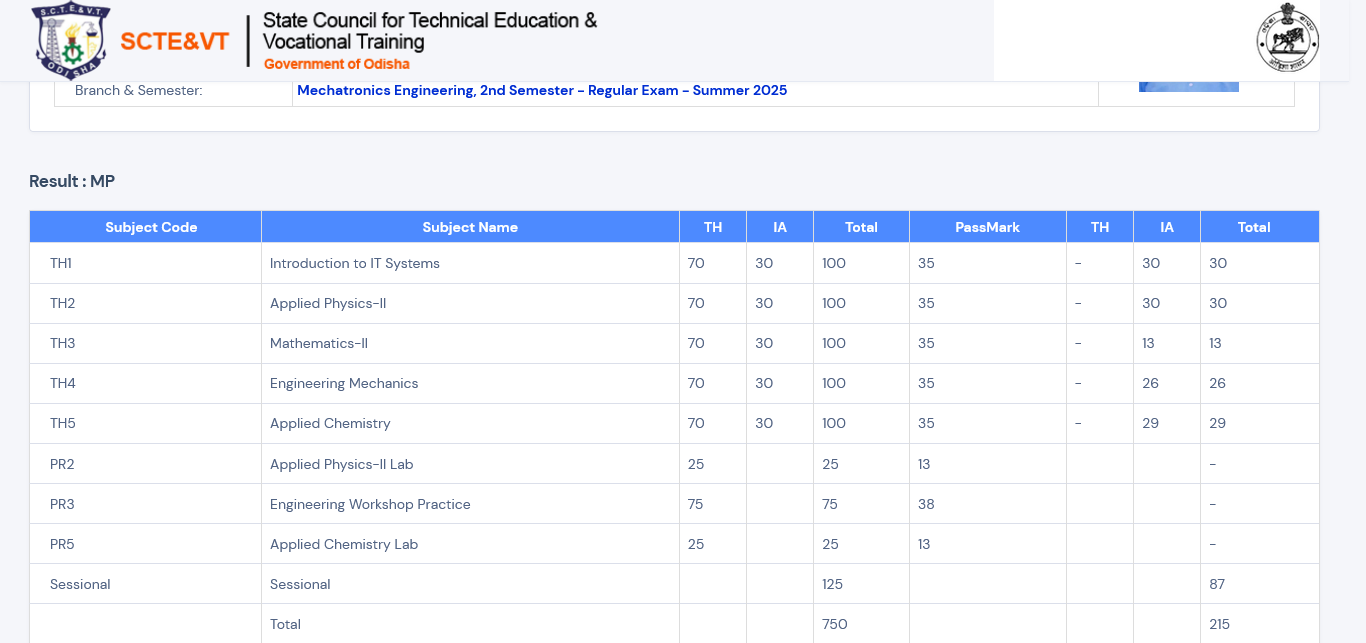 S.C.T.E.&V.T.
ODISHA
SCTE&VT
State Council for Technical Education &
Vocational Training
Government of Odisha
Branch & Semester: Mechatronics Engineering, 2nd Semester - Regular Exam - Summer 2025
Result : MP
Subject Code Subject Name TH IA Total PassMark TH IA Total
TH1 Introduction to IT Systems 70 30 100 35 - 30 30
TH2 Applied Physics-II 70 30 100 35 - 30 30
TH3 Mathematics-II 70 30 100 35 - 13 13
TH4 Engineering Mechanics 70 30 100 35 - 26 26
TH5 Applied Chemistry 70 30 100 35 - 29 29
PR2 Applied Physics-II Lab 25 25 13 -
PR3 Engineering Workshop Practice 75 75 38 -
PR5 Applied Chemistry Lab 25 25 13 -
Sessional Sessional 125 87
Total 750 215